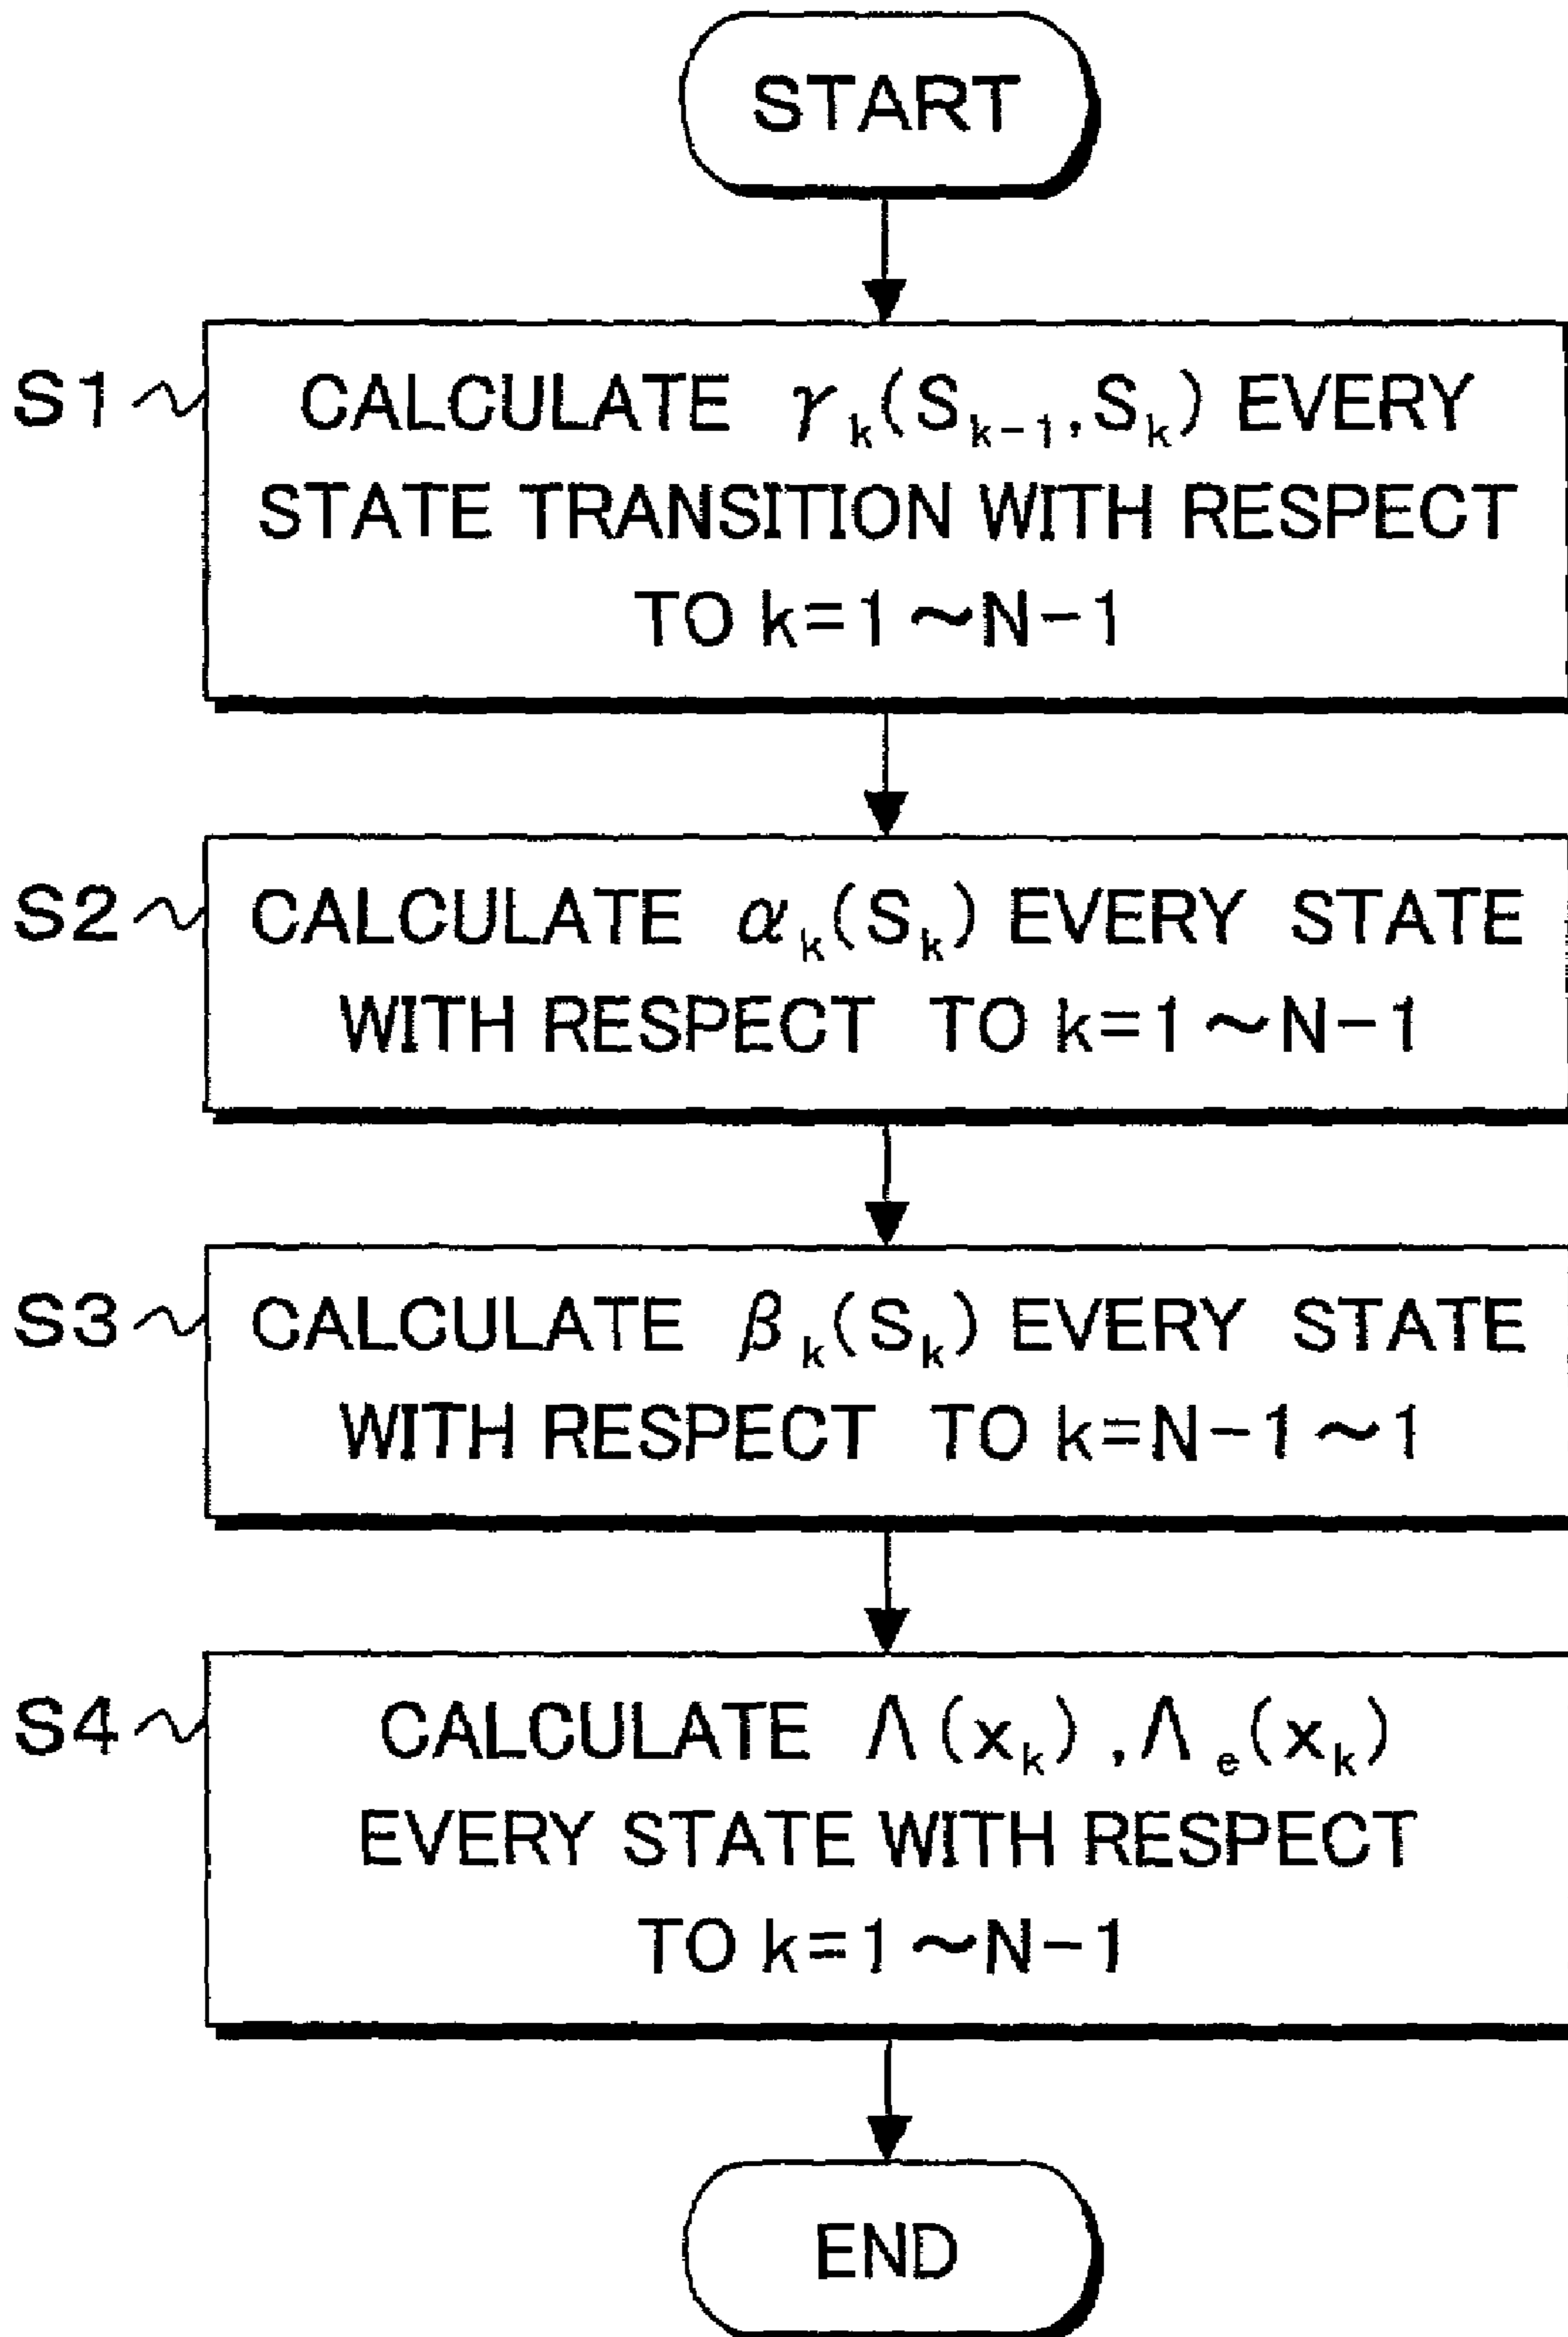 START
S1 CALCULATE γₖ(Sₖ₋₁,Sₖ) EVERY
STATE TRANSITION WITH RESPECT
TO k=1~N-1
S2 CALCULATE αₖ(Sₖ) EVERY STATE
WITH RESPECT TO k=1~N-1
S3 CALCULATE βₖ(Sₖ) EVERY STATE
WITH RESPECT TO k=N-1~1
S4 CALCULATE Λ(xₖ),Λₑ(xₖ)
EVERY STATE WITH RESPECT
TO k=1~N-1
END